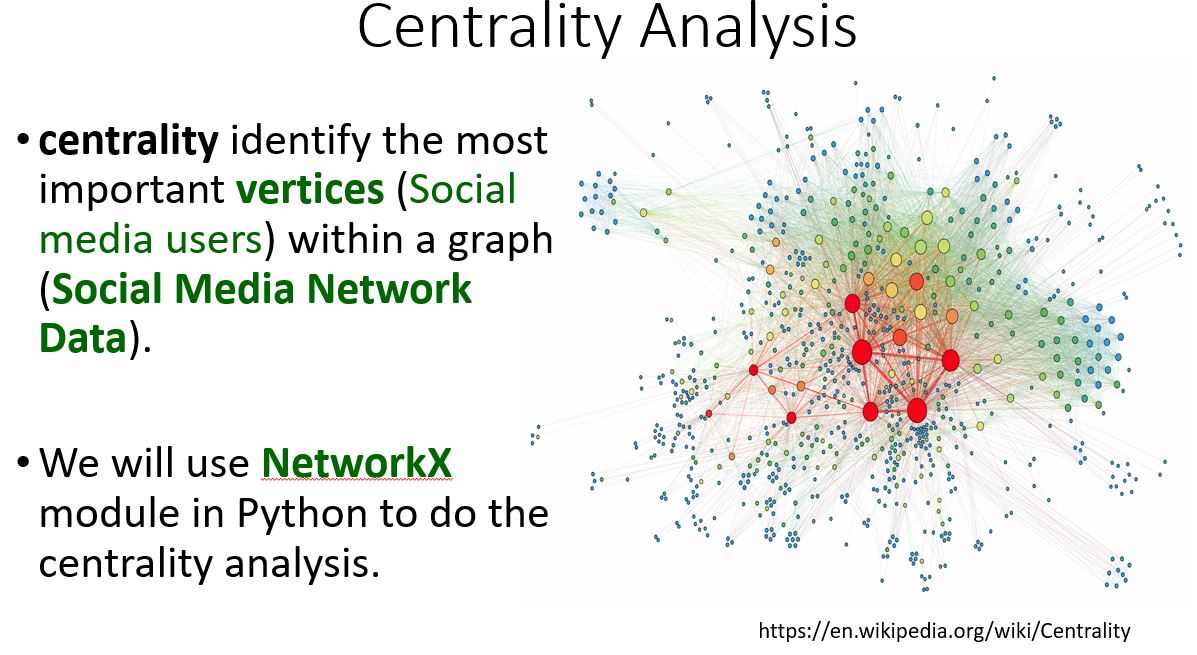 Centrality Analysis
• centrality identify the most
important vertices (Social
media users) within a graph
(Social Media Network
Data).
• We will use NetworkX
module in Python to do the
centrality analysis.
https://en.wikipedia.org/wiki/Centrality